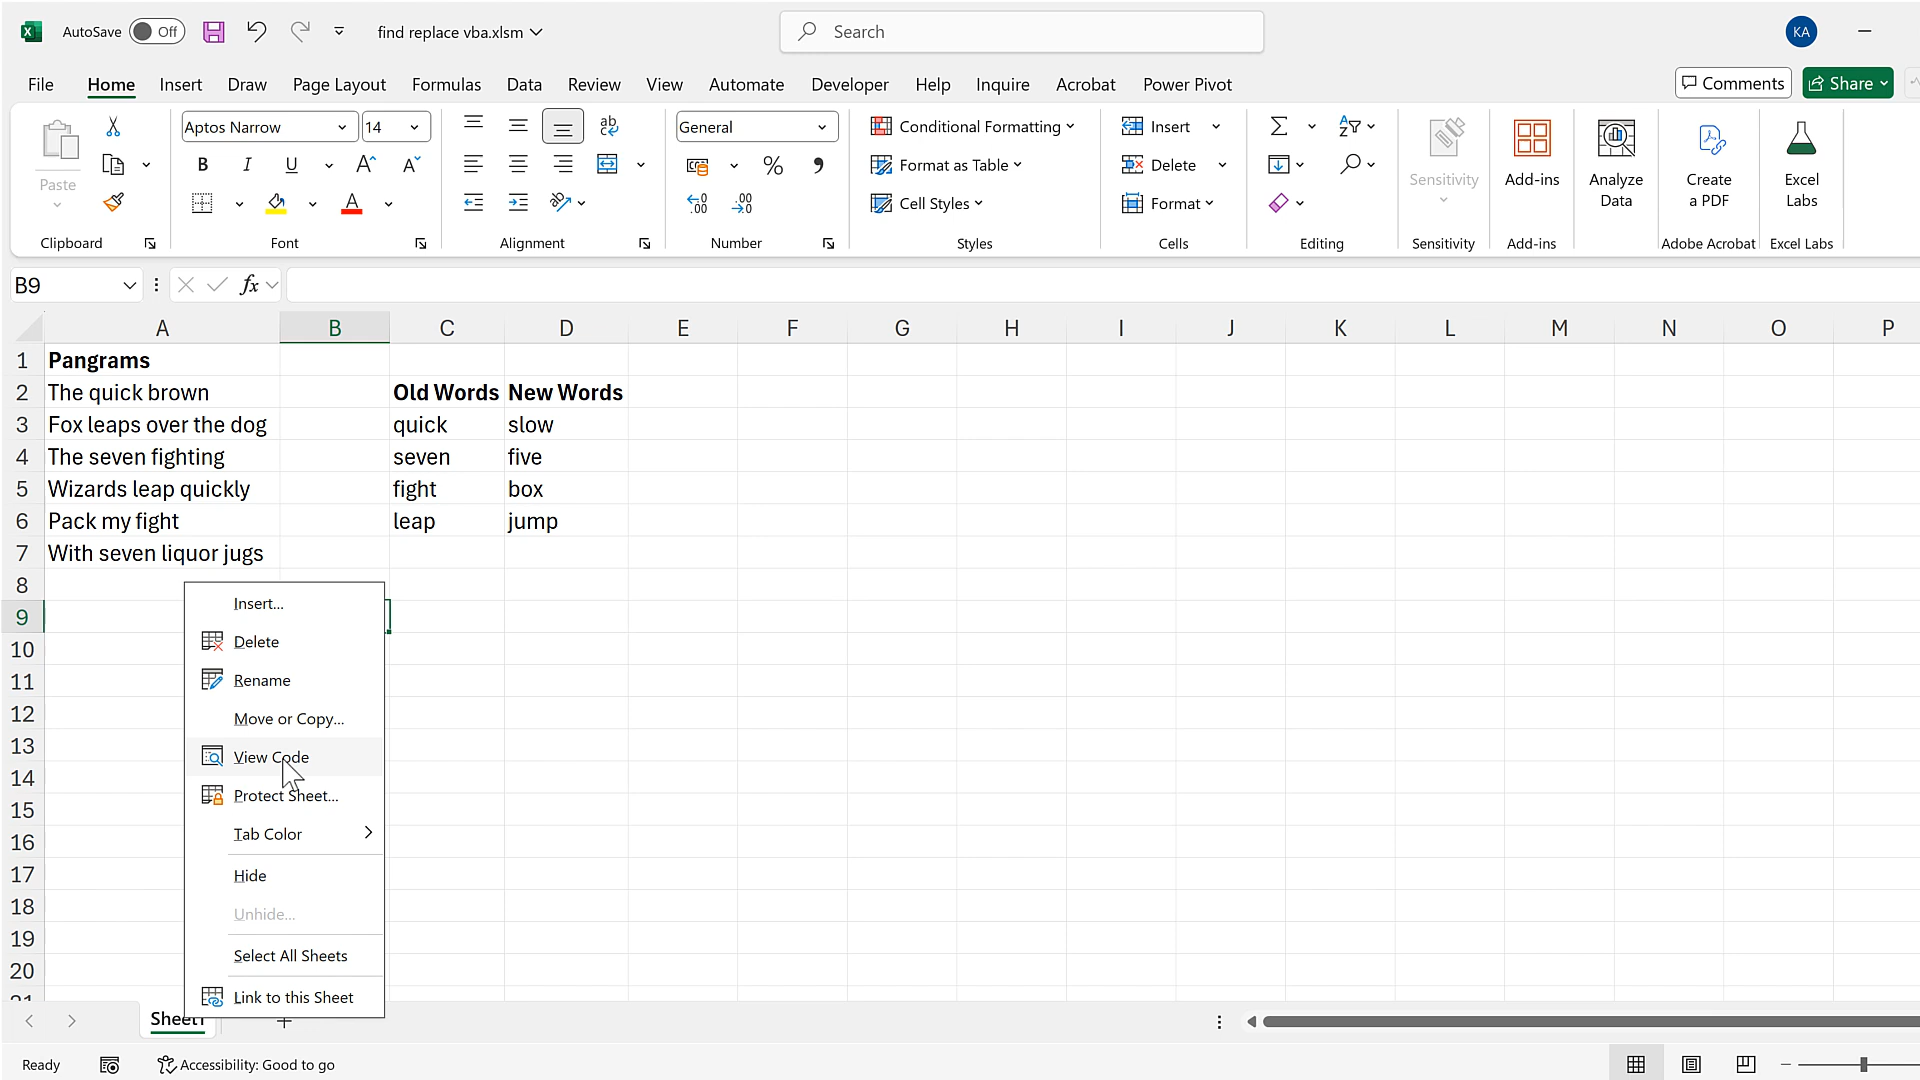 AutoSave Off find replace vba.xlsm Search KA
File Home Insert Draw Page Layout Formulas Data Review View Automate Developer Help Inquire Acrobat Power Pivot Comments Share
Aptos Narrow 14 General Conditional Formatting Insert
Paste B I U A A Format as Table Delete Sensitivity Add-ins Analyze Data Create a PDF Excel Labs
A Cell Styles Format
Clipboard Font Alignment Number Styles Cells Editing Sensitivity Add-ins Adobe Acrobat Excel Labs
B9 fx
A B C D E F G H I J K L M N O P
1 Pangrams
2 The quick brown Old Words New Words
3 Fox leaps over the dog quick slow
4 The seven fighting seven five
5 Wizards leap quickly fight box
6 Pack my fight leap jump
7 With seven liquor jugs
8
9
10
11
12
13
14
15
16
17
18
19
20
21
Insert...
Delete
Rename
Move or Copy...
View Code
Protect Sheet...
Tab Color
Hide
Unhide...
Select All Sheets
Link to this Sheet
Sheet1
Ready Accessibility: Good to go